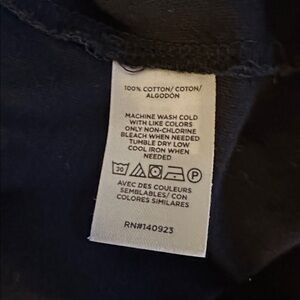 100% COTTON/ COTON/
ALGODÓN
MACHINE WASH COLD
WITH LIKE COLORS
ONLY NON-CHLORINE
BLEACH WHEN NEEDED
TUMBLE DRY LOW
COOL IRON WHEN
NEEDED
30 P
AVEC DES COULEURS
SEMBLABLES/ CON
COLORES SIMILARES
RN#140923